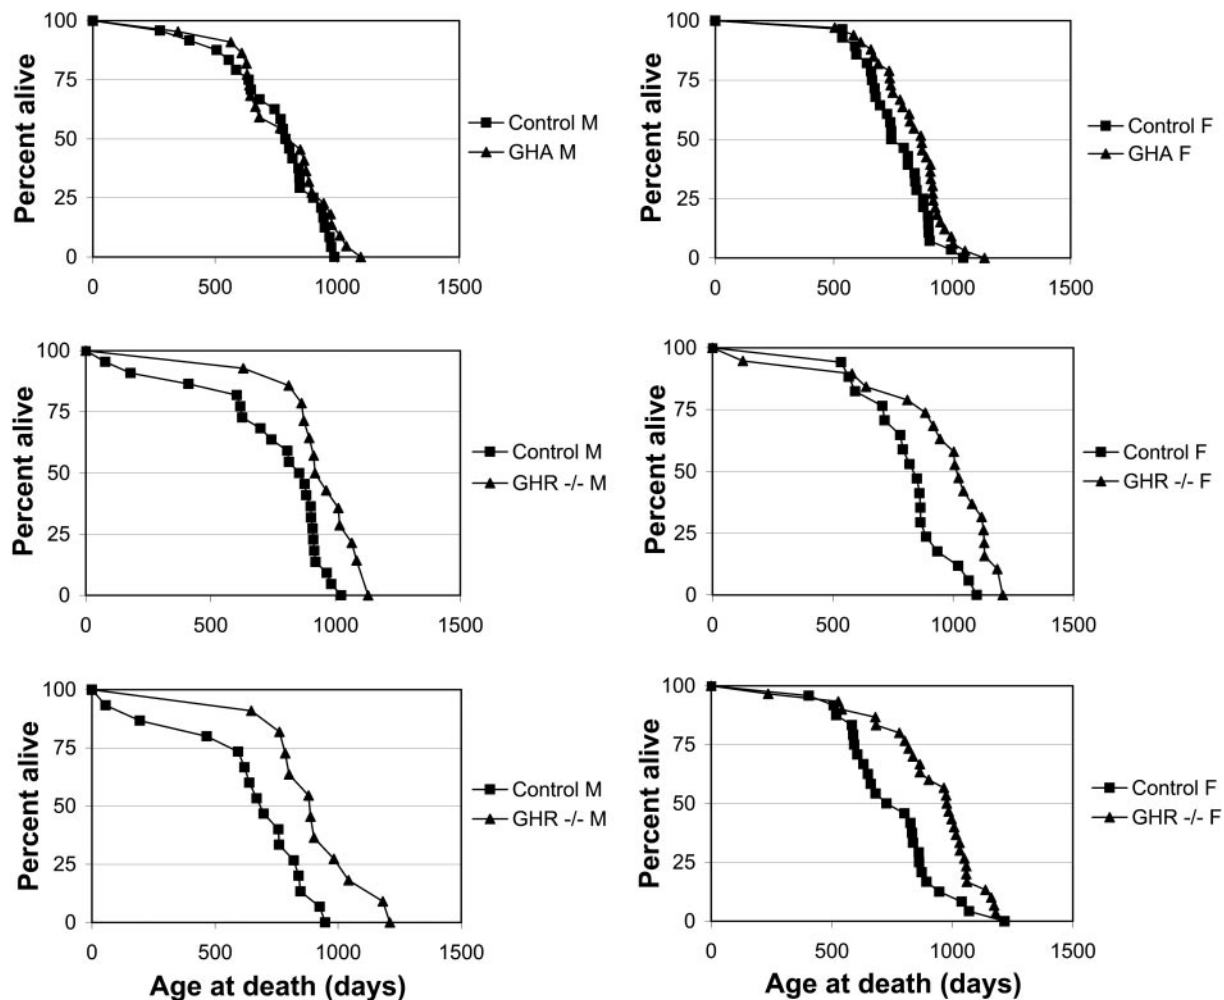 100
75
50
25
0
Percent alive
0 500 1000 1500
Control M
GHA M
100
75
50
25
0
Percent alive
0 500 1000 1500
Control F
GHA F
100
75
50
25
0
Percent alive
0 500 1000 1500
Control M
GHR -/- M
100
75
50
25
0
Percent alive
0 500 1000 1500
Control F
GHR -/- F
100
75
50
25
0
Percent alive
0 500 1000 1500
Age at death (days)
Control M
GHR -/- M
100
75
50
25
0
Percent alive
0 500 1000 1500
Age at death (days)
Control F
GHR -/- F